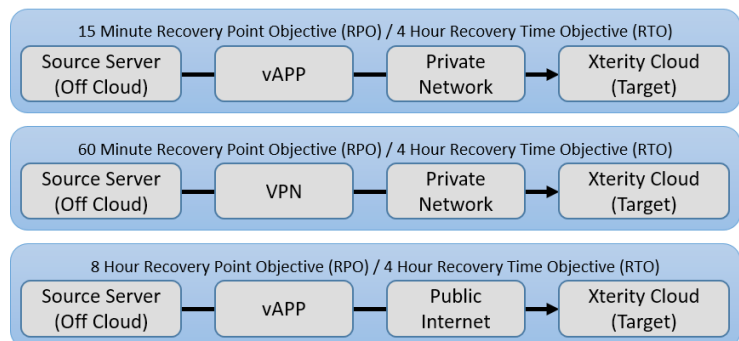 15 Minute Recovery Point Objective (RPO) / 4 Hour Recovery Time Objective (RTO)
Source Server
(Off Cloud)
vAPP
Private
Network
Xterity Cloud
(Target)
60 Minute Recovery Point Objective (RPO) / 4 Hour Recovery Time Objective (RTO)
Source Server
(Off Cloud)
VPN
Private
Network
Xterity Cloud
(Target)
8 Hour Recovery Point Objective (RPO) / 4 Hour Recovery Time Objective (RTO)
Source Server
(Off Cloud)
vAPP
Public
Internet
Xterity Cloud
(Target)